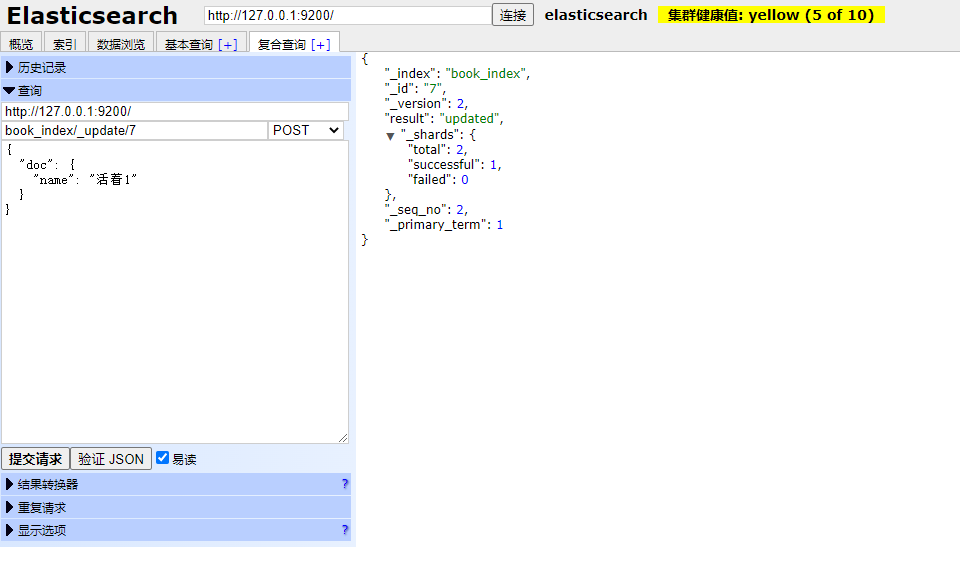 Elasticsearch
http://127.0.0.1:9200/
连接
elasticsearch
集群健康值: yellow (5 of 10)
概览
索引
数据浏览
基本查询 [+]
复合查询 [+]
历史记录
查询
http://127.0.0.1:9200/
book_index/_update/7
POST
{
"doc": {
"name": "活着1"
}
}
提交请求
验证 JSON
易读
结果转换器 ?
重复请求
显示选项 ?
{
"_index": "book_index",
"_id": "7",
"_version": 2,
"result": "updated",
"_shards": {
"total": 2,
"successful": 1,
"failed": 0
},
"_seq_no": 2,
"_primary_term": 1
}